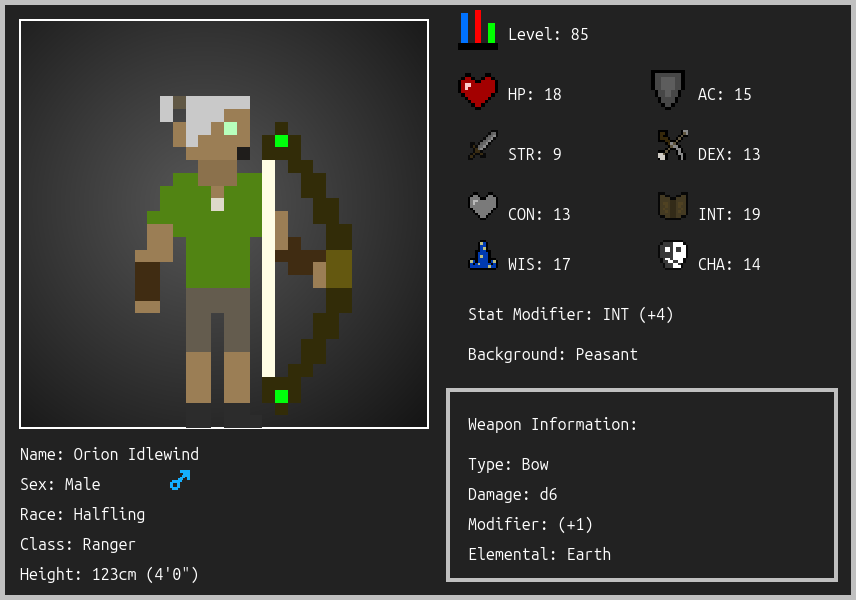 Level: 85
HP: 18
AC: 15
STR: 9
DEX: 13
CON: 13
INT: 19
WIS: 17
CHA: 14
Stat Modifier: INT (+4)
Background: Peasant
Weapon Information:
Type: Bow
Damage: d6
Modifier: (+1)
Elemental: Earth
Name: Orion Idlewind
Sex: Male
Race: Halfling
Class: Ranger
Height: 123cm (4'0")